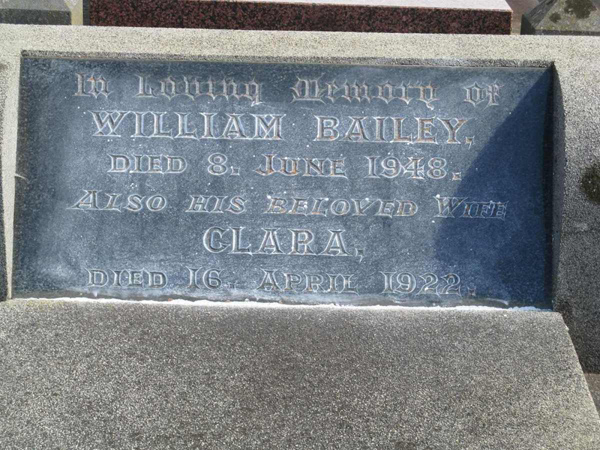 In Loving Memory of
WILLIAM BAILEY,
DIED 8. JUNE 1948.
ALSO HIS BELOVED WIFE
CLARA,
DIED 16. APRIL 1922.